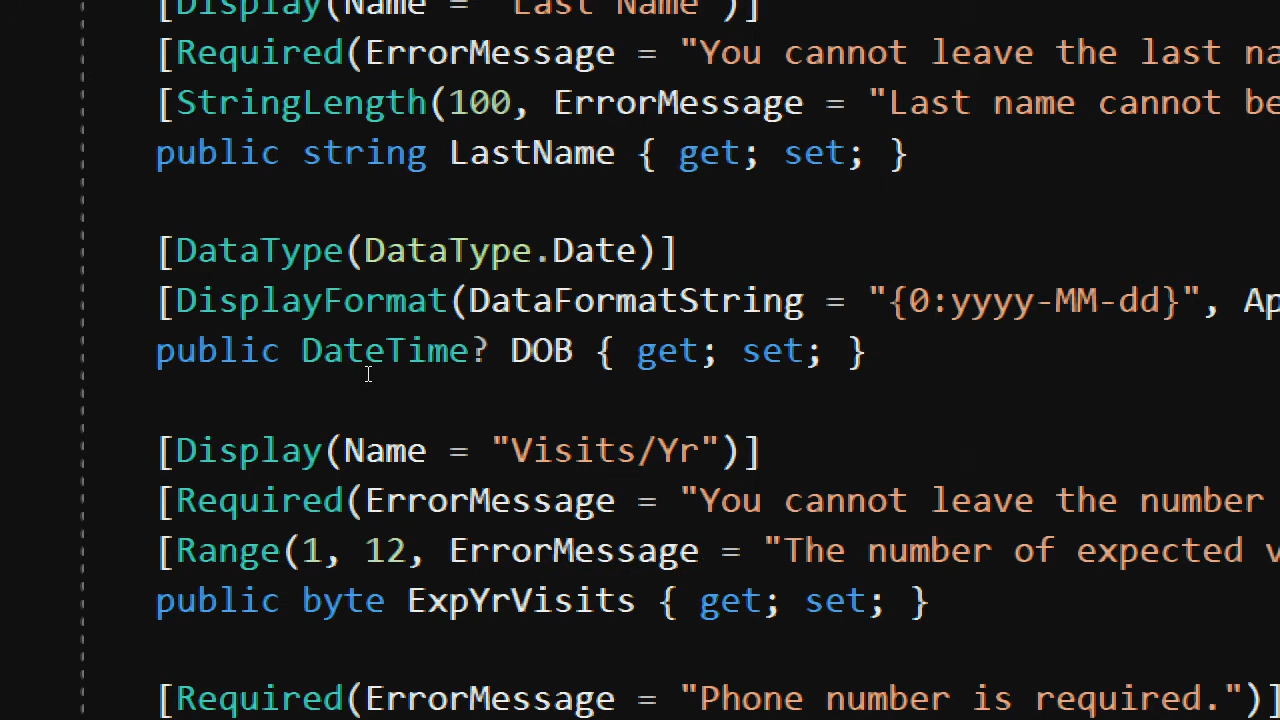 [Display(Name = "Last Name")]
[Required(ErrorMessage = "You cannot leave the last na
[StringLength(100, ErrorMessage = "Last name cannot be
public string LastName { get; set; }
[DataType(DataType.Date)]
[DisplayFormat(DataFormatString = "{0:yyyy-MM-dd}", Ap
public DateTime? DOB { get; set; }
[Display(Name = "Visits/Yr")]
[Required(ErrorMessage = "You cannot leave the number
[Range(1, 12, ErrorMessage = "The number of expected v
public byte ExpYrVisits { get; set; }
[Required(ErrorMessage = "Phone number is required.")]